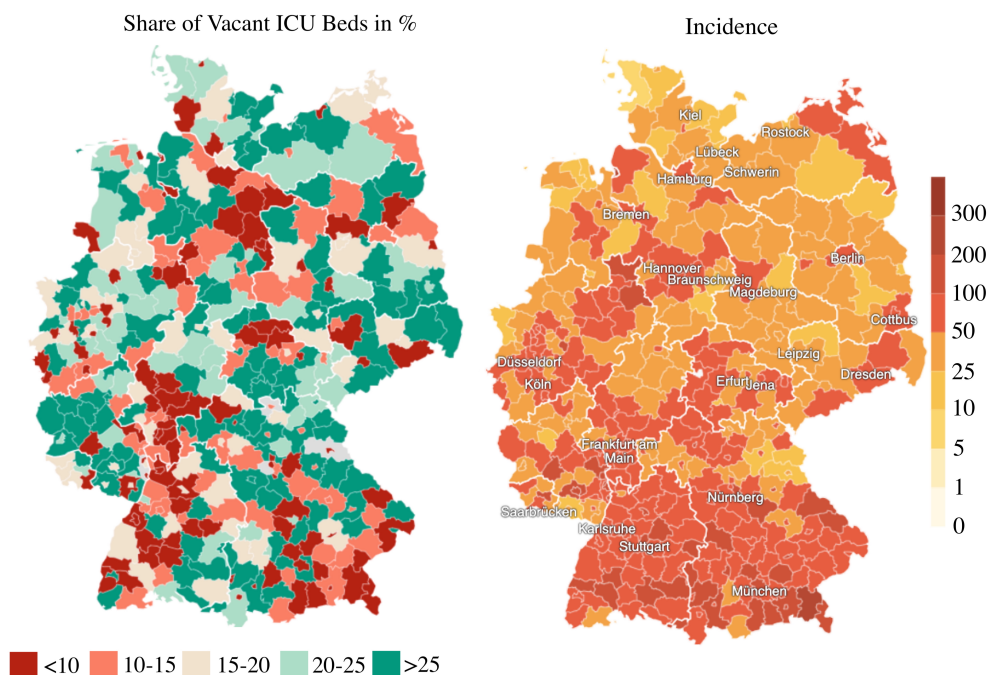 Share of Vacant ICU Beds in %
Incidence
Kiel
Rostock
Lübeck
Schwerin
Hamburg
Bremen
Berlin
Hannover
Braunschweig
Magdeburg
Cottbus
Leipzig
Düsseldorf
Dresden
Köln
Erfurt
Jena
Frankfurt am
Main
Nürnberg
Saarbrücken
Karlsruhe
Stuttgart
München
300
200
100
50
25
10
5
1
0
<10 10-15 15-20 20-25 >25